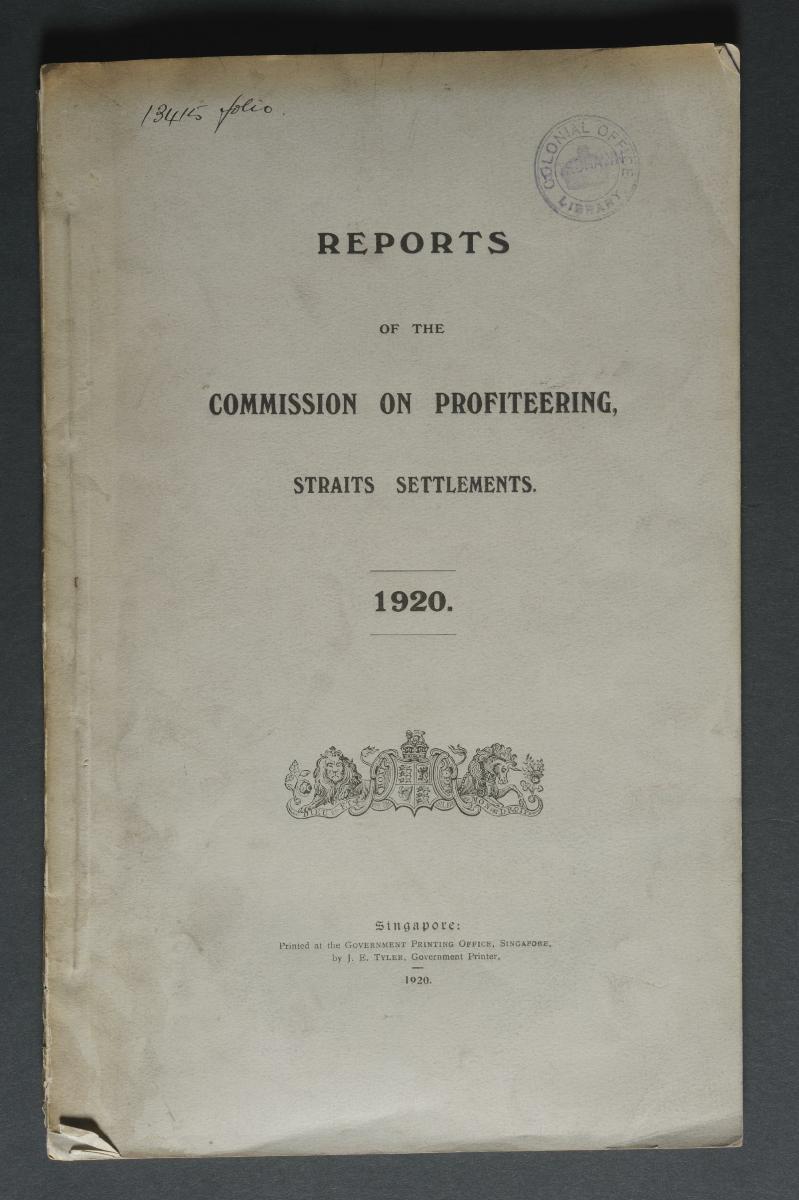 13415 folio.
COLONIAL OFFICE
LIBRARY
REPORTS
OF THE
COMMISSION ON PROFITEERING,
STRAITS SETTLEMENTS.
1920.
Singapore:
Printed at the GOVERNMENT PRINTING OFFICE, SINGAPORE,
by J. E. TYLER, Government Printer.
1920.